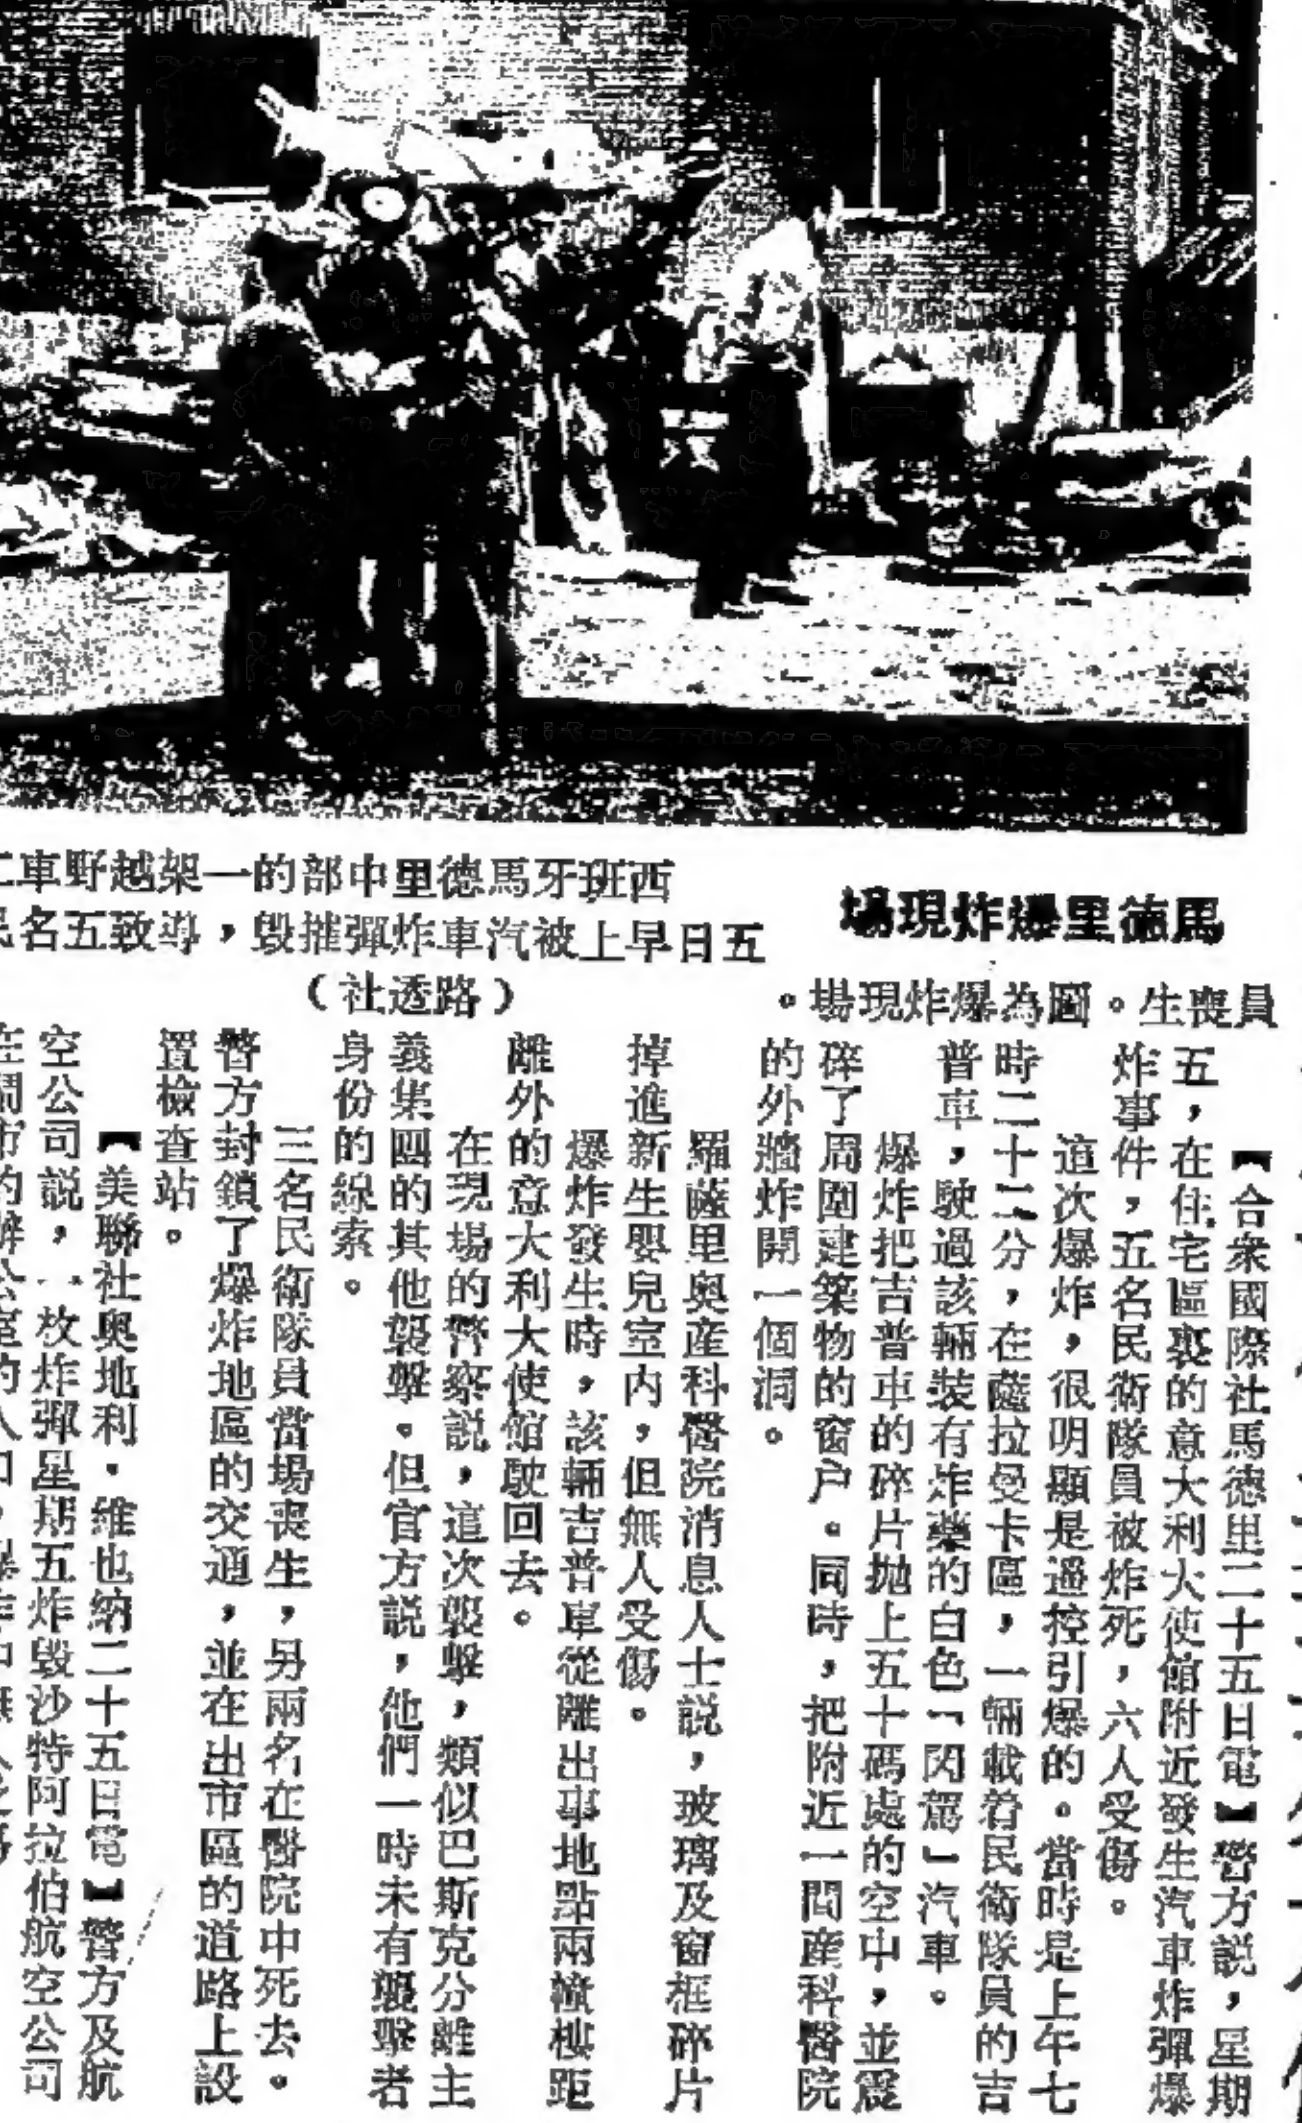 馬德里爆炸現場
西班牙馬德里中部的一架越野車
五日早上被汽車炸彈摧毀，導致五名民
員喪生。圖為爆炸現場。
（路透社）
【合衆國際社馬德里二十五日電】警方説，星期
五，在住宅區裏的意大利大使館附近發生汽車炸彈爆
炸事件，五名民衛隊員被炸死，六人受傷。
這次爆炸，很明顯是遥控引爆的。當時是上午七
時二十二分，在薩拉曼卡區，一輛載着民衛隊員的吉
普車，駛過該輛裝有炸藥的白色「閃駕」汽車。
爆炸把吉普車的碎片抛上五十碼處的空中，並震
碎了周圍建築物的窗户。同時，把附近一間産科醫院
的外牆炸開一個洞。
羅薩里奥産科醫院消息人士説，玻璃及窗框碎片
掉進新生嬰兒室内，但無人受傷。
爆炸發生時，該輛吉普車從離出事地點兩幢樓距
離外的意大利大使館駛回去。
在現場的警察説，這次襲擊，類似巴斯克分離主
義集團的其他襲擊。但官方説，他們一時未有襲擊者
身份的線索。
三名民衛隊員當場喪生，另兩名在醫院中死去。
警方封鎖了爆炸地區的交通，並在出市區的道路上設
置檢查站。
【美聯社奥地利·維也納二十五日電】警方及航
空公司説，一枚炸彈星期五炸毀沙特阿拉伯航空公司